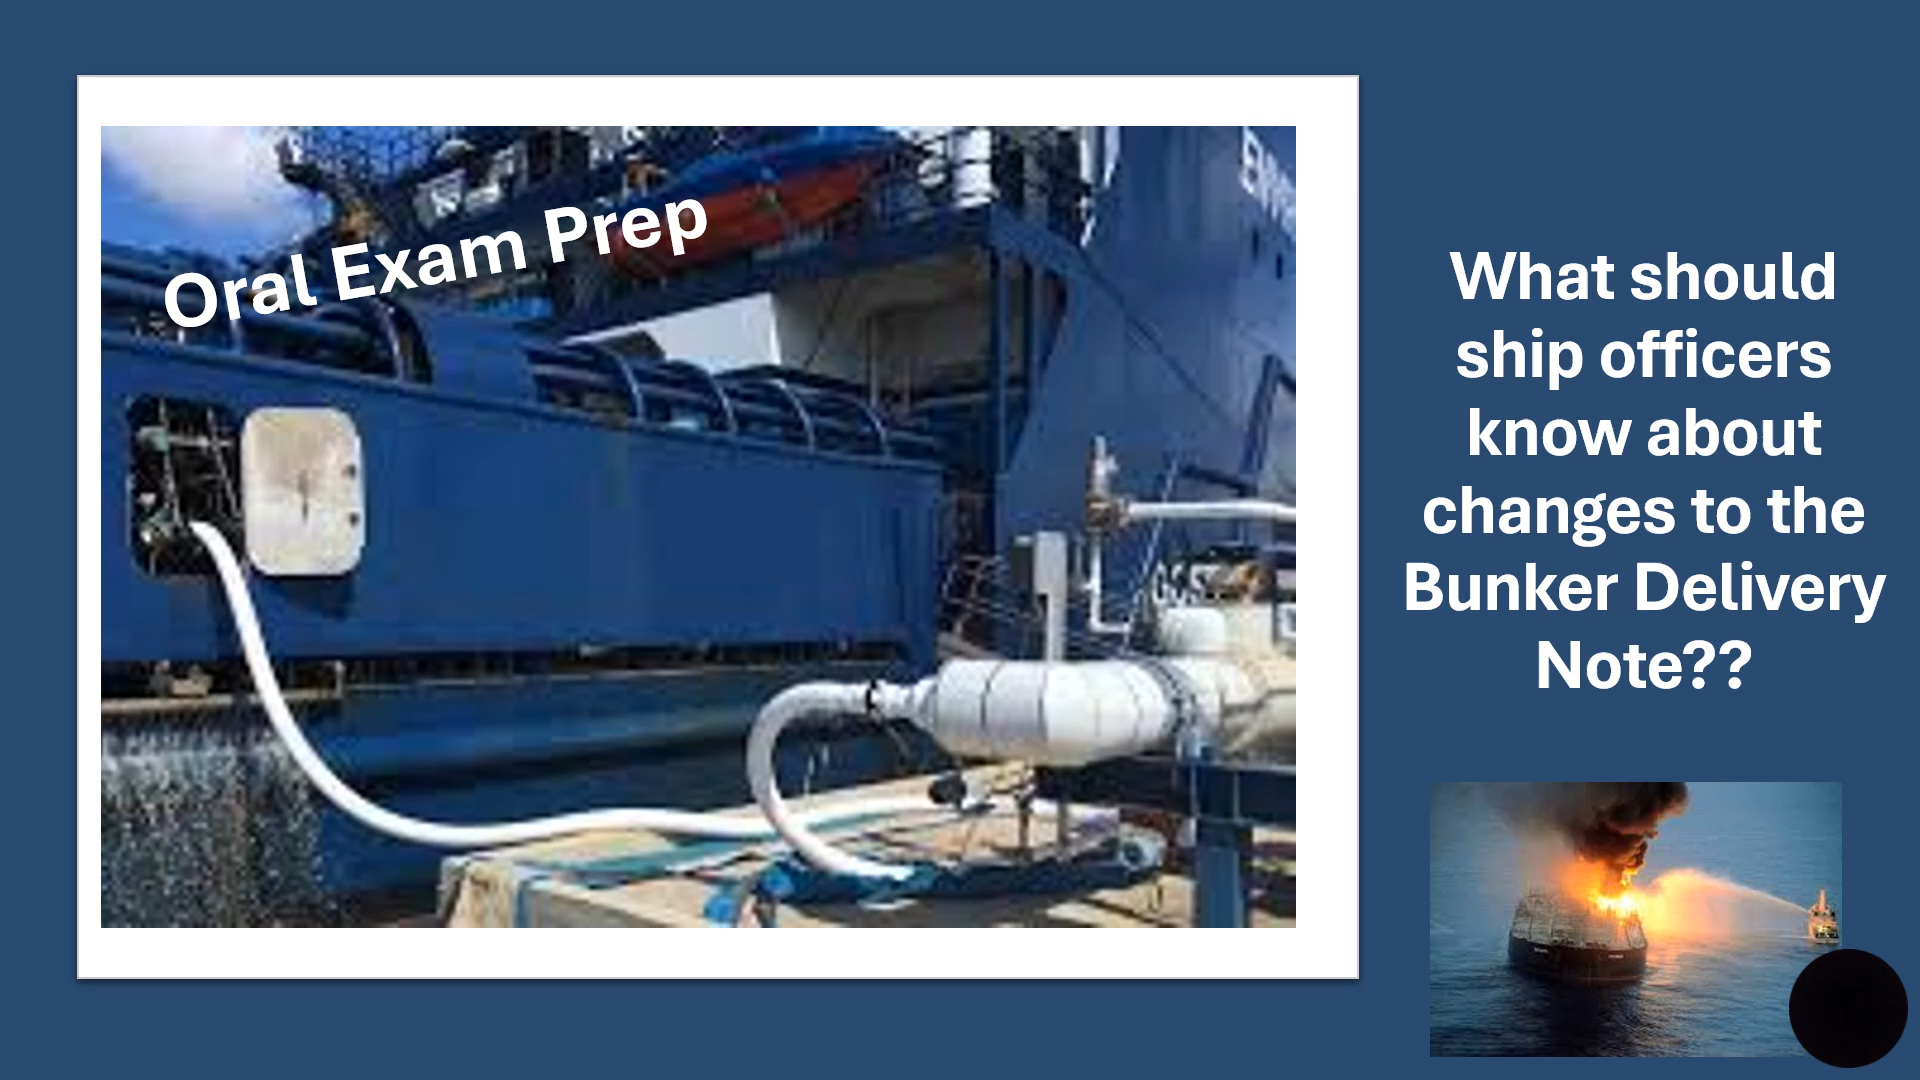 Oral Exam Prep
What should
ship officers
know about
changes to the
Bunker Delivery
Note??